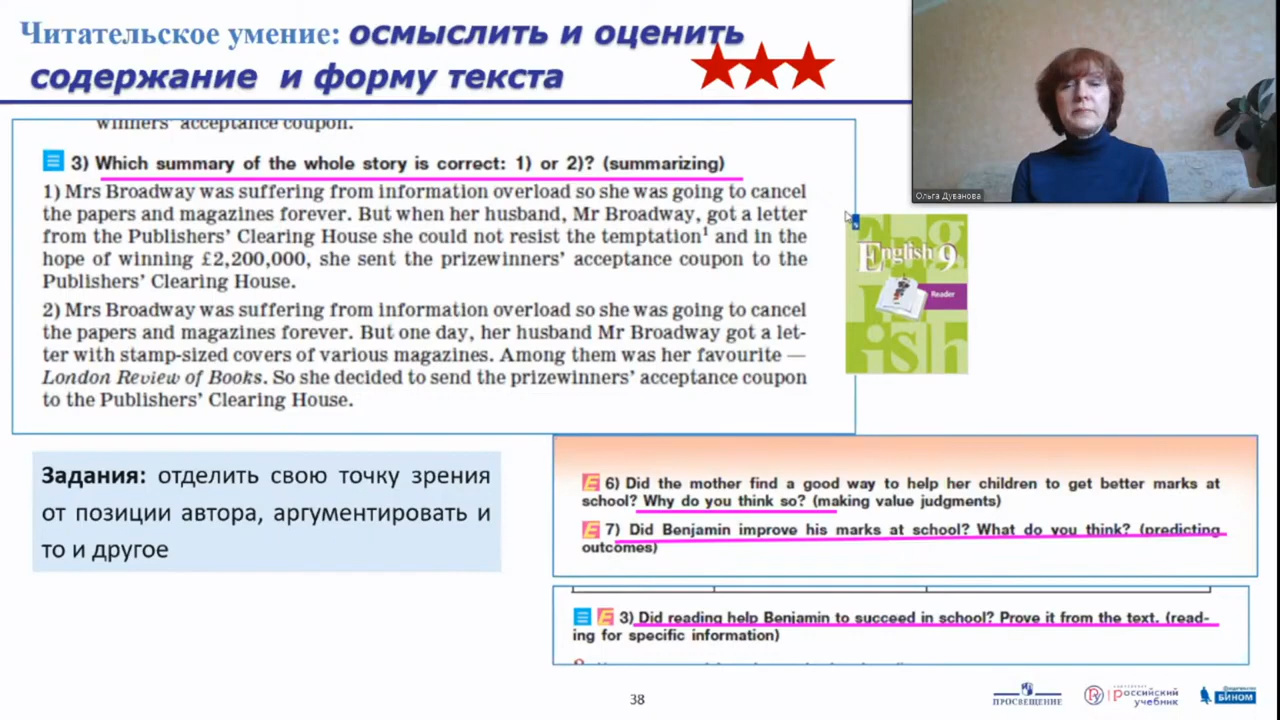 Читательское умение: осмыслить и оценить
содержание и форму текста
winners' acceptance coupon.
3) Which summary of the whole story is correct: 1) or 2)? (summarizing)
1) Mrs Broadway was suffering from information overload so she was going to cancel
the papers and magazines forever. But when her husband, Mr Broadway, got a letter
from the Publishers' Clearing House she could not resist the temptation¹ and in the
hope of winning £2,200,000, she sent the prizewinners' acceptance coupon to the
Publishers' Clearing House.
2) Mrs Broadway was suffering from information overload so she was going to cancel
the papers and magazines forever. But one day, her husband Mr Broadway got a let-
ter with stamp-sized covers of various magazines. Among them was her favourite —
London Review of Books. So she decided to send the prizewinners' acceptance coupon
to the Publishers' Clearing House.
Ольга Дуванова
English 9
Reader
Eng
lish
Задания: отделить свою точку зрения
от позиции автора, аргументировать и
то и другое
E 6) Did the mother find a good way to help her children to get better marks at
school? Why do you think so? (making value judgments)
E 7) Did Benjamin improve his marks at school? What do you think? (predicting
outcomes)
E 3) Did reading help Benjamin to succeed in school? Prove it from the text. (read-
ing for specific information)
38
ПРОСВЕЩЕНИЕ
российский
учебник
БИНОМ